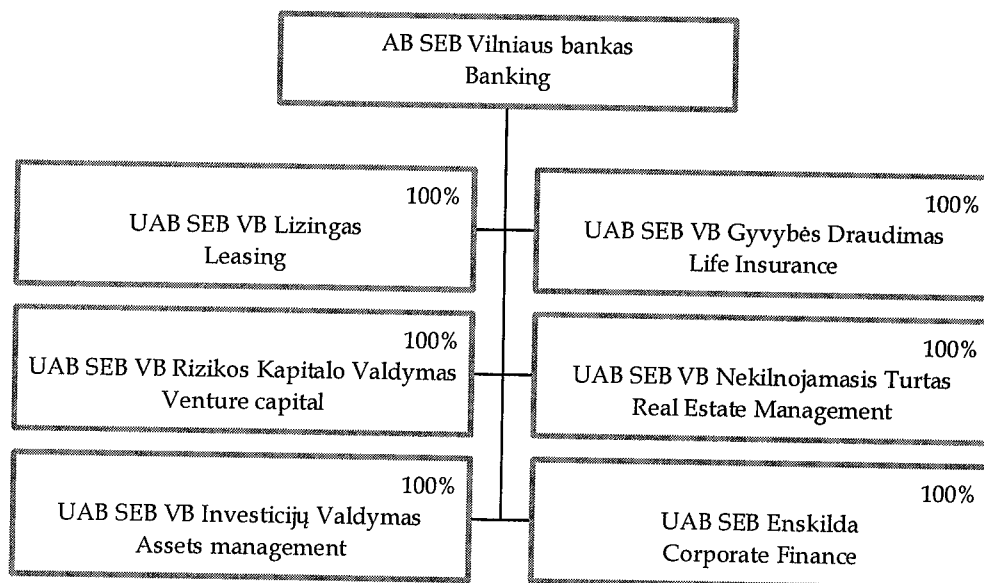 AB SEB Vilniaus bankas
Banking
100%
UAB SEB VB Lizingas
Leasing
100%
UAB SEB VB Gyvybės Draudimas
Life Insurance
100%
UAB SEB VB Rizikos Kapitalo Valdymas
Venture capital
100%
UAB SEB VB Nekilnojamasis Turtas
Real Estate Management
100%
UAB SEB VB Investicijų Valdymas
Assets management
100%
UAB SEB Enskilda
Corporate Finance